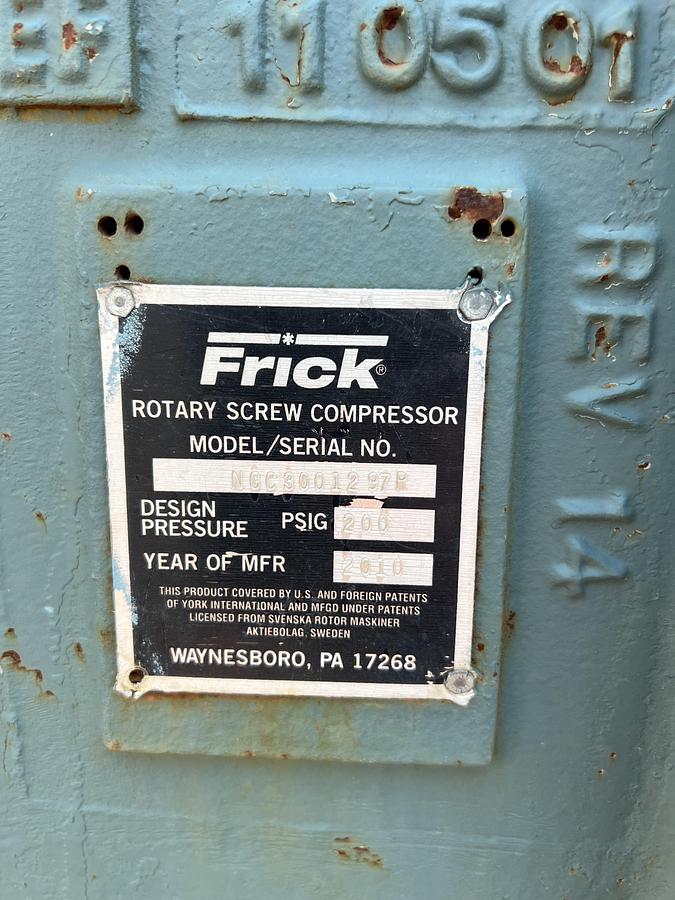 110501
REV 14
Frick®
ROTARY SCREW COMPRESSOR
MODEL/SERIAL NO.
DESIGN
PRESSURE PSIG 200
YEAR OF MFR 2010
THIS PRODUCT COVERED BY U.S. AND FOREIGN PATENTS
OF YORK INTERNATIONAL AND MFGD UNDER PATENTS
LICENSED FROM SVENSKA ROTOR MASKINER
AKTIEBOLAG, SWEDEN
WAYNESBORO, PA 17268